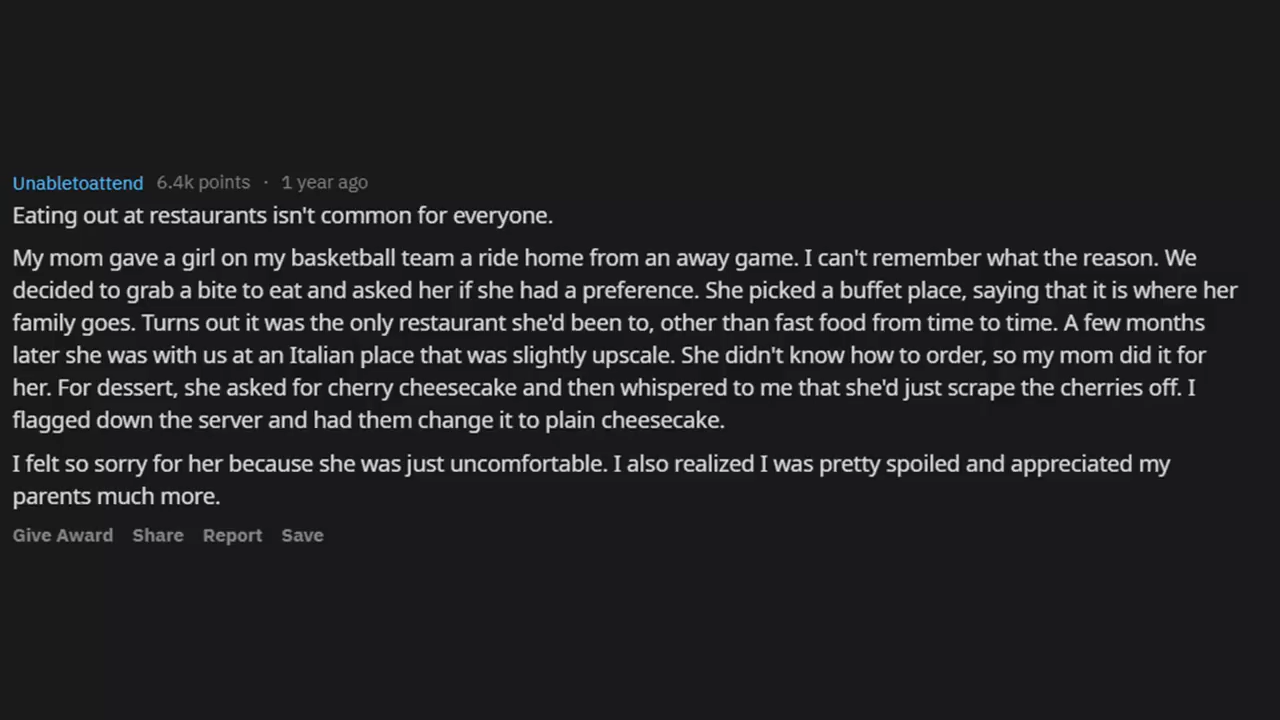 Unabletoattend 6.4k points · 1 year ago
Eating out at restaurants isn't common for everyone.
My mom gave a girl on my basketball team a ride home from an away game. I can't remember what the reason. We
decided to grab a bite to eat and asked her if she had a preference. She picked a buffet place, saying that it is where her
family goes. Turns out it was the only restaurant she'd been to, other than fast food from time to time. A few months
later she was with us at an Italian place that was slightly upscale. She didn't know how to order, so my mom did it for
her. For dessert, she asked for cherry cheesecake and then whispered to me that she'd just scrape the cherries off. I
flagged down the server and had them change it to plain cheesecake.
I felt so sorry for her because she was just uncomfortable. I also realized I was pretty spoiled and appreciated my
parents much more.
Give Award Share Report Save